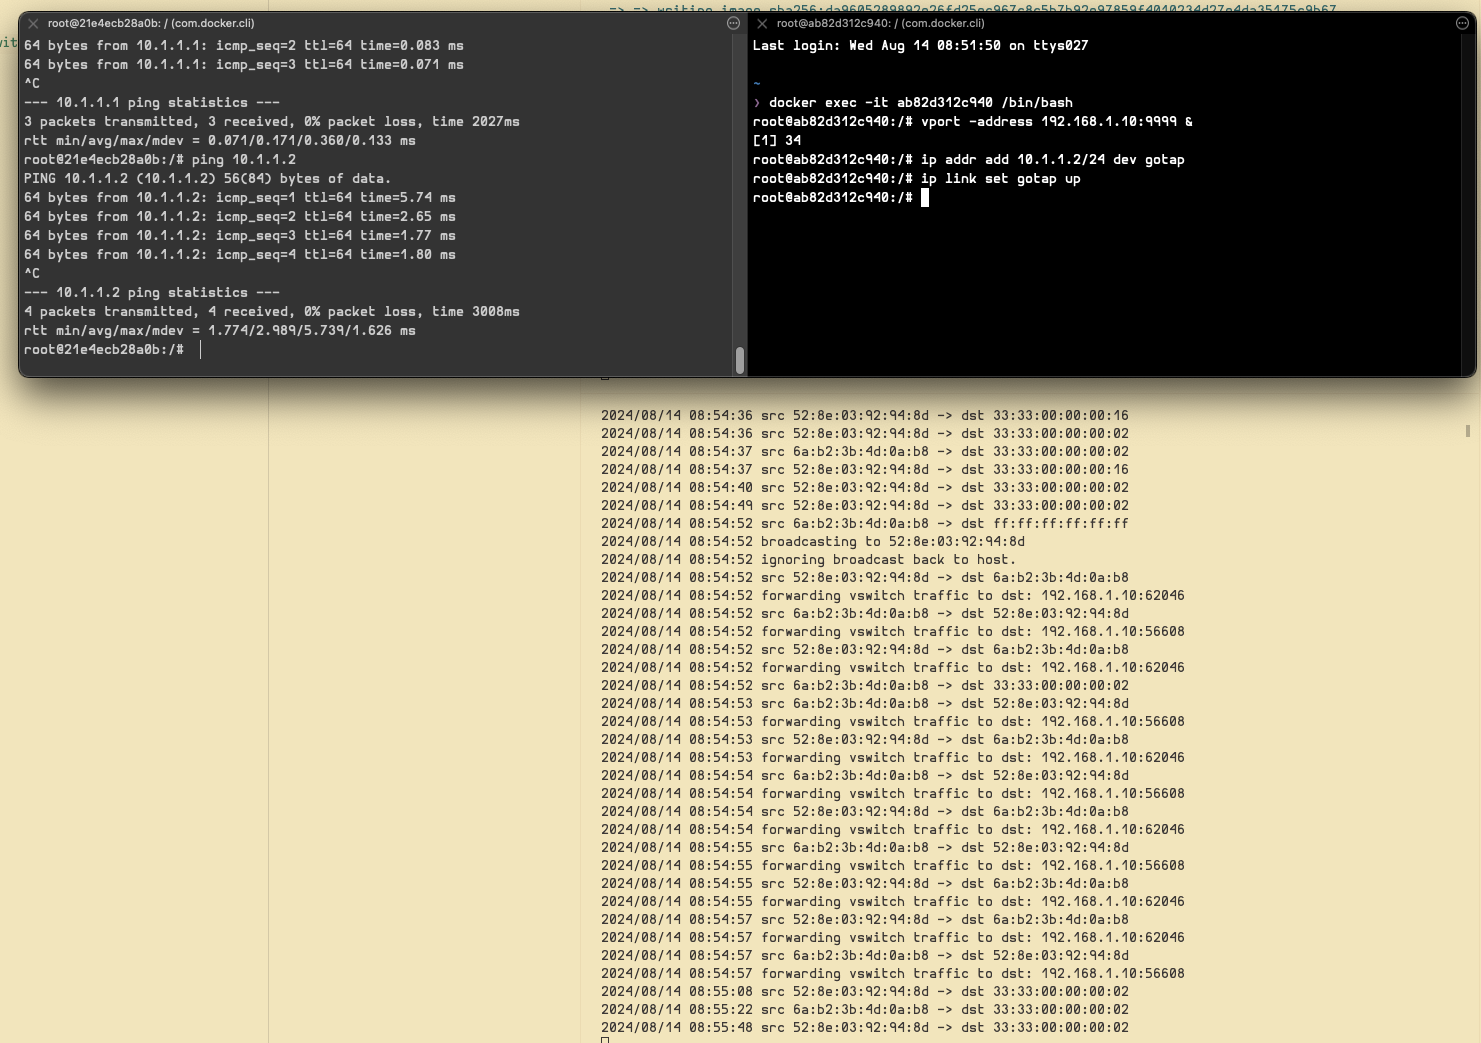 root@21e4ecb28a0b: / (com.docker.cli)
64 bytes from 10.1.1.1: icmp_seq=2 ttl=64 time=0.083 ms
64 bytes from 10.1.1.1: icmp_seq=3 ttl=64 time=0.071 ms
^C
--- 10.1.1.1 ping statistics ---
3 packets transmitted, 3 received, 0% packet loss, time 2027ms
rtt min/avg/max/mdev = 0.071/0.171/0.360/0.133 ms
root@21e4ecb28a0b:/# ping 10.1.1.2
PING 10.1.1.2 (10.1.1.2) 56(84) bytes of data.
64 bytes from 10.1.1.2: icmp_seq=1 ttl=64 time=5.74 ms
64 bytes from 10.1.1.2: icmp_seq=2 ttl=64 time=2.65 ms
64 bytes from 10.1.1.2: icmp_seq=3 ttl=64 time=1.77 ms
64 bytes from 10.1.1.2: icmp_seq=4 ttl=64 time=1.80 ms
^C
--- 10.1.1.2 ping statistics ---
4 packets transmitted, 4 received, 0% packet loss, time 3008ms
rtt min/avg/max/mdev = 1.774/2.989/5.739/1.626 ms
root@21e4ecb28a0b:/#
root@ab82d312c940: / (com.docker.cli)
Last login: Wed Aug 14 08:51:50 on ttys027
~
❯ docker exec -it ab82d312c940 /bin/bash
root@ab82d312c940:/# vport -address 192.168.1.10:9999 &
[1] 34
root@ab82d312c940:/# ip addr add 10.1.1.2/24 dev gotap
root@ab82d312c940:/# ip link set gotap up
root@ab82d312c940:/#
2024/08/14 08:54:36 src 52:8e:03:92:94:8d -> dst 33:33:00:00:00:16
2024/08/14 08:54:36 src 52:8e:03:92:94:8d -> dst 33:33:00:00:00:02
2024/08/14 08:54:37 src 6a:b2:3b:4d:0a:b8 -> dst 33:33:00:00:00:02
2024/08/14 08:54:37 src 52:8e:03:92:94:8d -> dst 33:33:00:00:00:16
2024/08/14 08:54:40 src 52:8e:03:92:94:8d -> dst 33:33:00:00:00:02
2024/08/14 08:54:49 src 52:8e:03:92:94:8d -> dst 33:33:00:00:00:02
2024/08/14 08:54:52 src 6a:b2:3b:4d:0a:b8 -> dst ff:ff:ff:ff:ff:ff
2024/08/14 08:54:52 broadcasting to 52:8e:03:92:94:8d
2024/08/14 08:54:52 ignoring broadcast back to host.
2024/08/14 08:54:52 src 52:8e:03:92:94:8d -> dst 6a:b2:3b:4d:0a:b8
2024/08/14 08:54:52 forwarding vswitch traffic to dst: 192.168.1.10:62046
2024/08/14 08:54:52 src 6a:b2:3b:4d:0a:b8 -> dst 52:8e:03:92:94:8d
2024/08/14 08:54:52 forwarding vswitch traffic to dst: 192.168.1.10:56608
2024/08/14 08:54:52 src 52:8e:03:92:94:8d -> dst 6a:b2:3b:4d:0a:b8
2024/08/14 08:54:52 forwarding vswitch traffic to dst: 192.168.1.10:62046
2024/08/14 08:54:52 src 6a:b2:3b:4d:0a:b8 -> dst 33:33:00:00:00:02
2024/08/14 08:54:53 src 6a:b2:3b:4d:0a:b8 -> dst 52:8e:03:92:94:8d
2024/08/14 08:54:53 forwarding vswitch traffic to dst: 192.168.1.10:56608
2024/08/14 08:54:53 src 52:8e:03:92:94:8d -> dst 6a:b2:3b:4d:0a:b8
2024/08/14 08:54:53 forwarding vswitch traffic to dst: 192.168.1.10:62046
2024/08/14 08:54:54 src 6a:b2:3b:4d:0a:b8 -> dst 52:8e:03:92:94:8d
2024/08/14 08:54:54 forwarding vswitch traffic to dst: 192.168.1.10:56608
2024/08/14 08:54:54 src 52:8e:03:92:94:8d -> dst 6a:b2:3b:4d:0a:b8
2024/08/14 08:54:54 forwarding vswitch traffic to dst: 192.168.1.10:62046
2024/08/14 08:54:55 src 6a:b2:3b:4d:0a:b8 -> dst 52:8e:03:92:94:8d
2024/08/14 08:54:55 forwarding vswitch traffic to dst: 192.168.1.10:56608
2024/08/14 08:54:55 src 52:8e:03:92:94:8d -> dst 6a:b2:3b:4d:0a:b8
2024/08/14 08:54:55 forwarding vswitch traffic to dst: 192.168.1.10:62046
2024/08/14 08:54:57 src 52:8e:03:92:94:8d -> dst 6a:b2:3b:4d:0a:b8
2024/08/14 08:54:57 forwarding vswitch traffic to dst: 192.168.1.10:62046
2024/08/14 08:54:57 src 6a:b2:3b:4d:0a:b8 -> dst 52:8e:03:92:94:8d
2024/08/14 08:54:57 forwarding vswitch traffic to dst: 192.168.1.10:56608
2024/08/14 08:55:08 src 52:8e:03:92:94:8d -> dst 33:33:00:00:00:02
2024/08/14 08:55:22 src 6a:b2:3b:4d:0a:b8 -> dst 33:33:00:00:00:02
2024/08/14 08:55:48 src 52:8e:03:92:94:8d -> dst 33:33:00:00:00:02